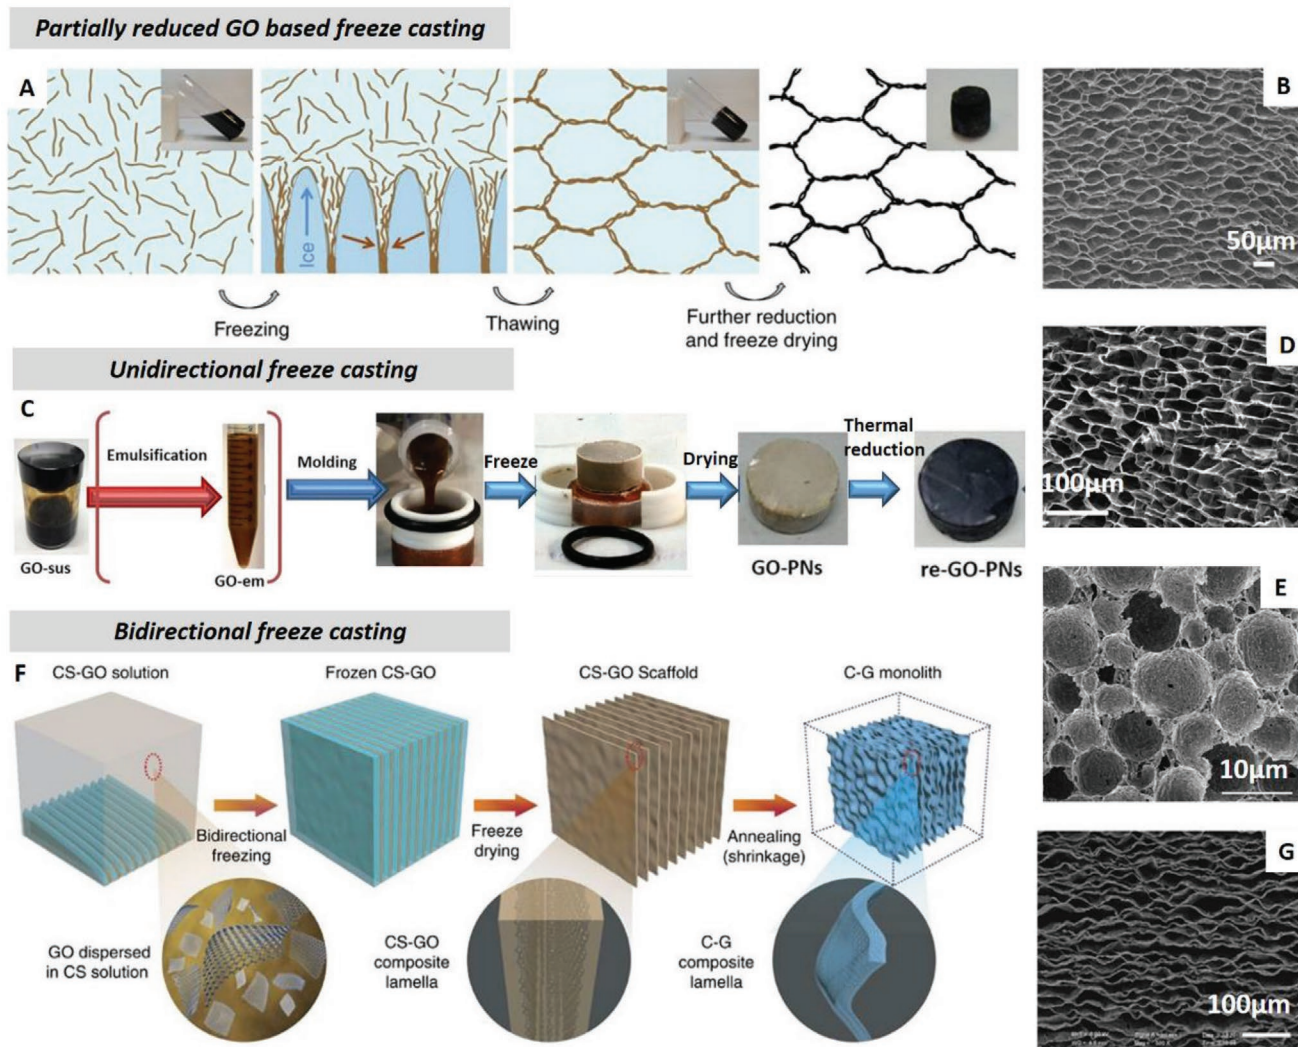 Partially reduced GO based freeze casting
A
Ice
Freezing
Thawing
Further reduction
and freeze drying
B
50µm
Unidirectional freeze casting
C
GO-sus
Emulsification
GO-em
Molding
Freeze
Drying
GO-PNs
Thermal
reduction
re-GO-PNs
D
100µm
E
10µm
Bidirectional freeze casting
F
CS-GO solution
Frozen CS-GO
CS-GO Scaffold
C-G monolith
Bidirectional
freezing
Freeze
drying
Annealing
(shrinkage)
GO dispersed
in CS solution
CS-GO
composite
lamella
C-G
composite
lamella
G
100µm